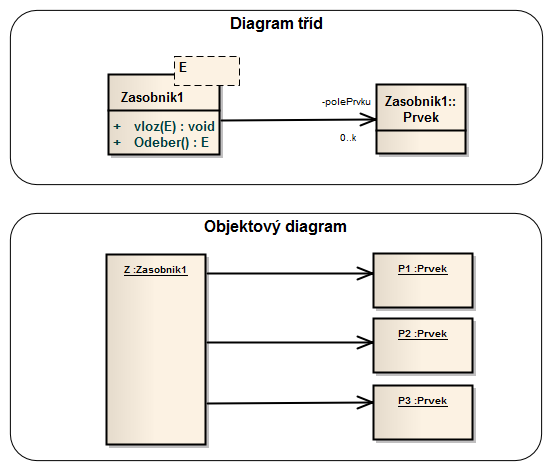 Diagram tříd
E
Zasobnik1
+ vloz(E) : void
+ Odeber() : E
-polePrvku
0..k
Zasobnik1::
Prvek
Objektový diagram
Z :Zasobnik1
P1 :Prvek
P2 :Prvek
P3 :Prvek